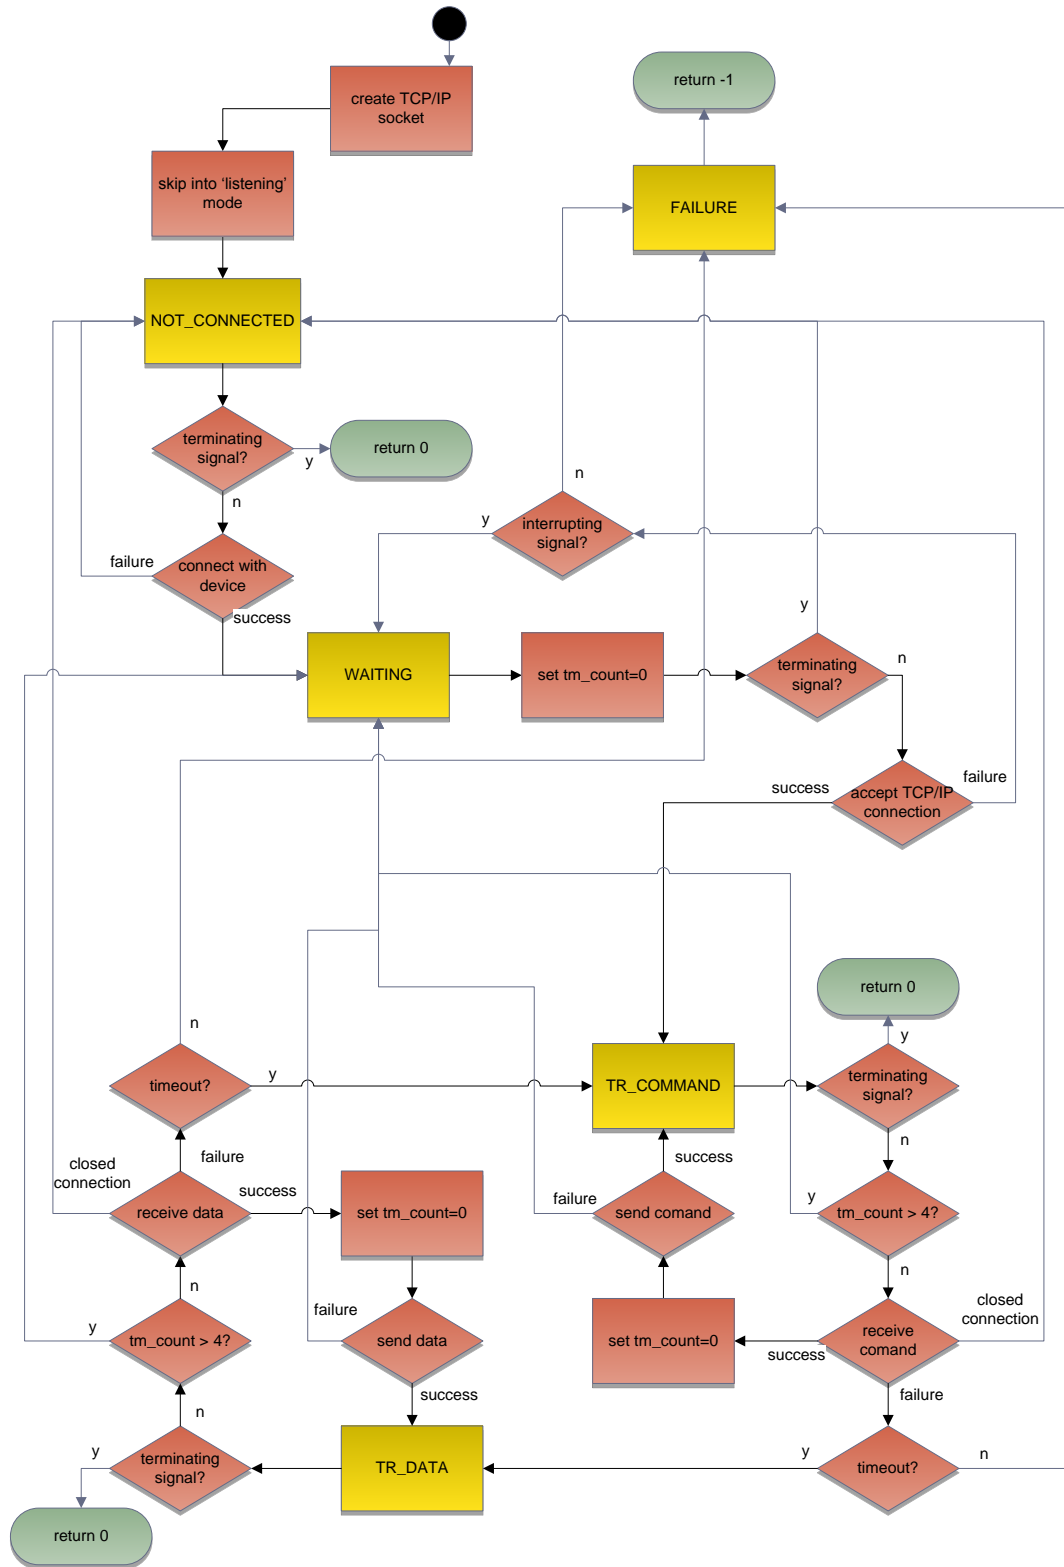 create TCP/IP
socket
return -1
skip into ‘listening’
mode
FAILURE
NOT_CONNECTED
terminating
signal?
y
return 0
n
n
y
interrupting
signal?
failure
connect with
device
success
y
WAITING
set tm_count=0
terminating
signal?
n
success
accept TCP/IP
connection
failure
return 0
n
y
timeout?
y
TR_COMMAND
terminating
signal?
n
failure
success
closed
connection
receive data
success
set tm_count=0
failure
send comand
y
tm_count > 4?
n
n
failure
closed
connection
y
tm_count > 4?
send data
set tm_count=0
success
receive
comand
success
failure
n
y
terminating
signal?
TR_DATA
y
timeout?
n
return 0